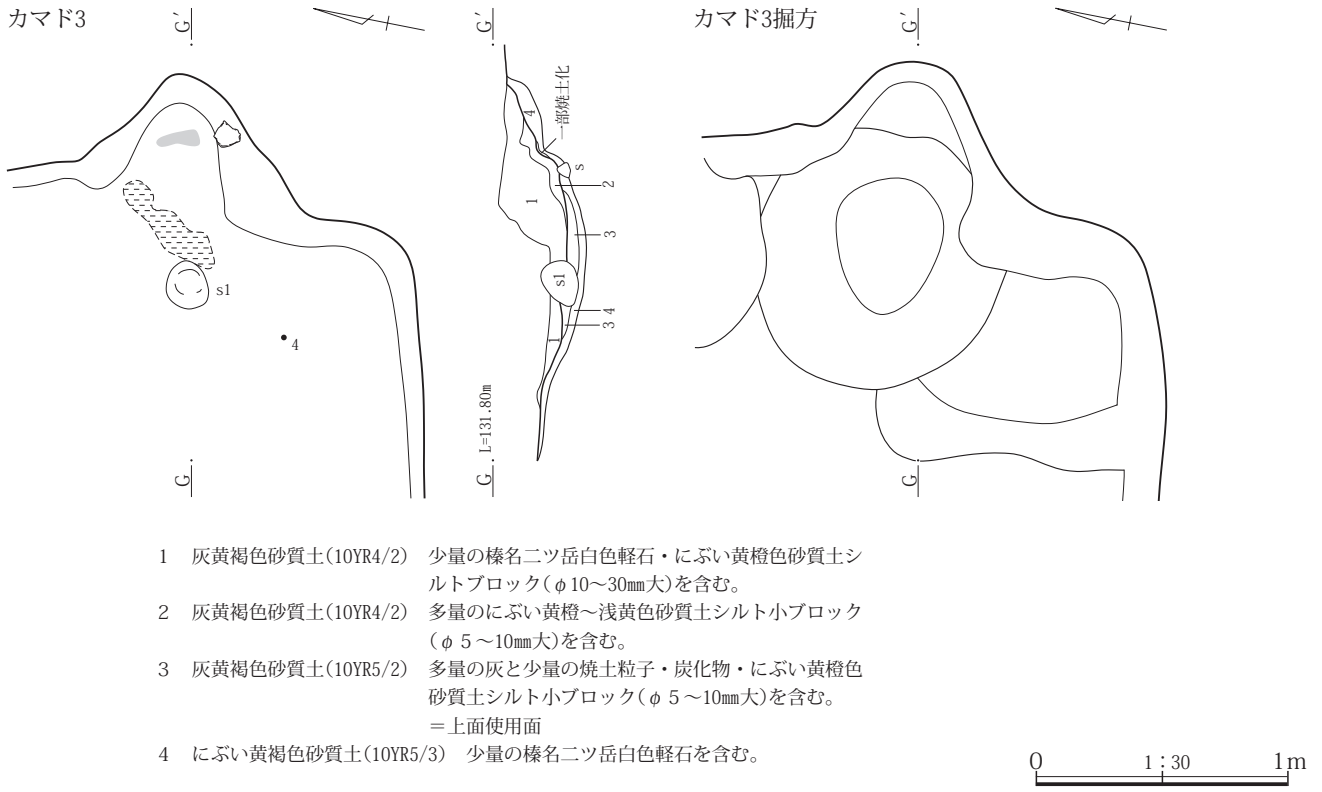 カマド3
G′
G′
カマド3掘方
G′
4
一部焼土化
s
2
1
3
s1
s1
4
3
4
1
L=131.80m
G
G
G
1 灰黄褐色砂質土(10YR4/2) 少量の榛名二ツ岳白色軽石・にぶい黄橙色砂質土シ
ルトブロック(φ10～30㎜大)を含む。
2 灰黄褐色砂質土(10YR4/2) 多量のにぶい黄橙～浅黄色砂質土シルト小ブロック
(φ５～10㎜大)を含む。
3 灰黄褐色砂質土(10YR5/2) 多量の灰と少量の焼土粒子・炭化物・にぶい黄橙色
砂質土シルト小ブロック(φ５～10㎜大)を含む。
＝上面使用面
4 にぶい黄褐色砂質土(10YR5/3) 少量の榛名二ツ岳白色軽石を含む。
0 1：30 1m